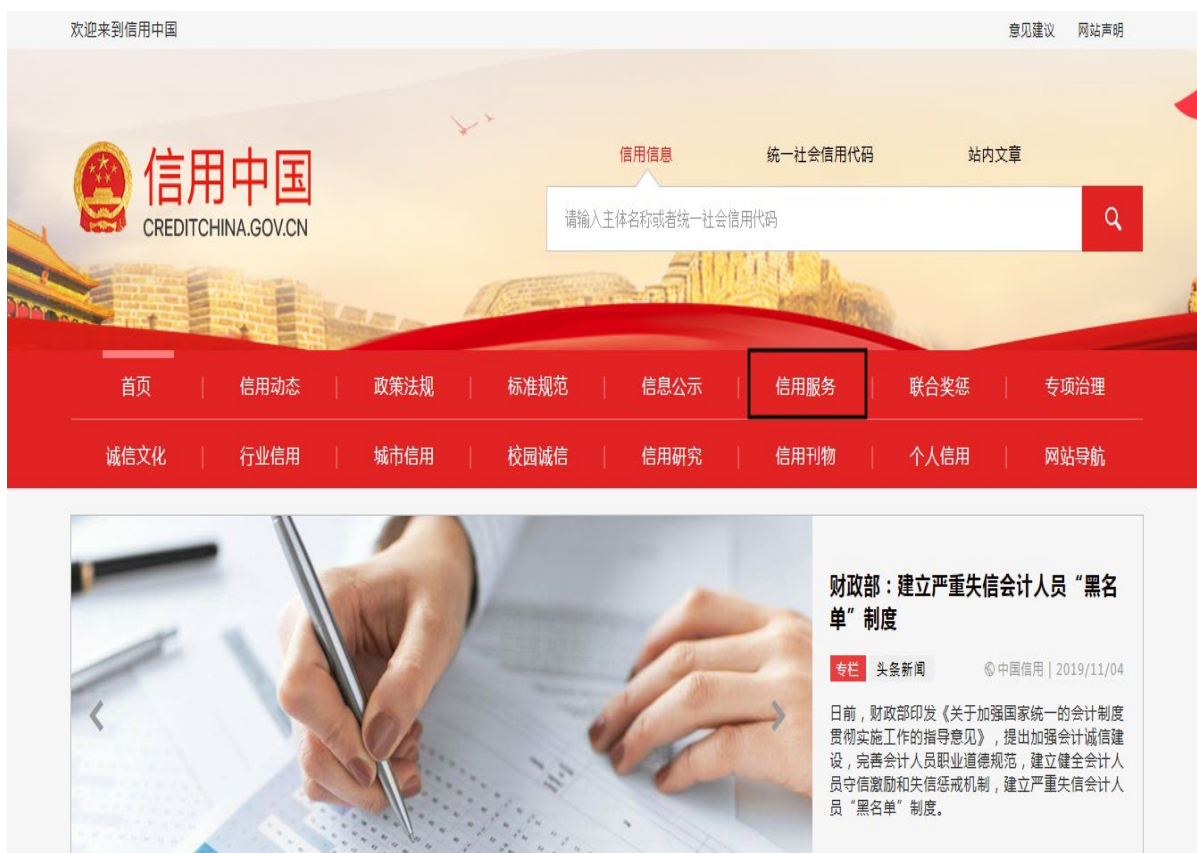 欢迎来到信用中国
意见建议 网站声明
信用信息 统一社会信用代码 站内文章
信用中国
CREDITCHINA.GOV.CN
请输入主体名称或者统一社会信用代码
首页 信用动态 政策法规 标准规范 信息公示 信用服务 联合奖惩 专项治理
诚信文化 行业信用 城市信用 校园诚信 信用研究 信用刊物 个人信用 网站导航
财政部：建立严重失信会计人员“黑名
单”制度
专栏 头条新闻 ©中国信用 | 2019/11/04
日前，财政部印发《关于加强国家统一的会计制度
贯彻实施工作的指导意见》，提出加强会计诚信建
设，完善会计人员职业道德规范，建立健全会计人
员守信激励和失信惩戒机制，建立严重失信会计人
员“黑名单”制度。